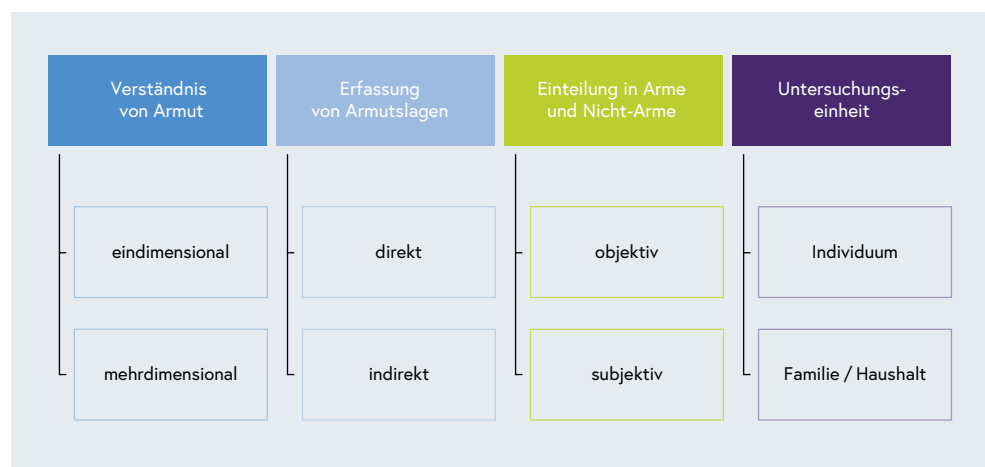 Verständnis
von Armut
Erfassung
von Armutslagen
Einteilung in Arme
und Nicht-Arme
Untersuchungs-
einheit
eindimensional
direkt
objektiv
Individuum
mehrdimensional
indirekt
subjektiv
Familie / Haushalt